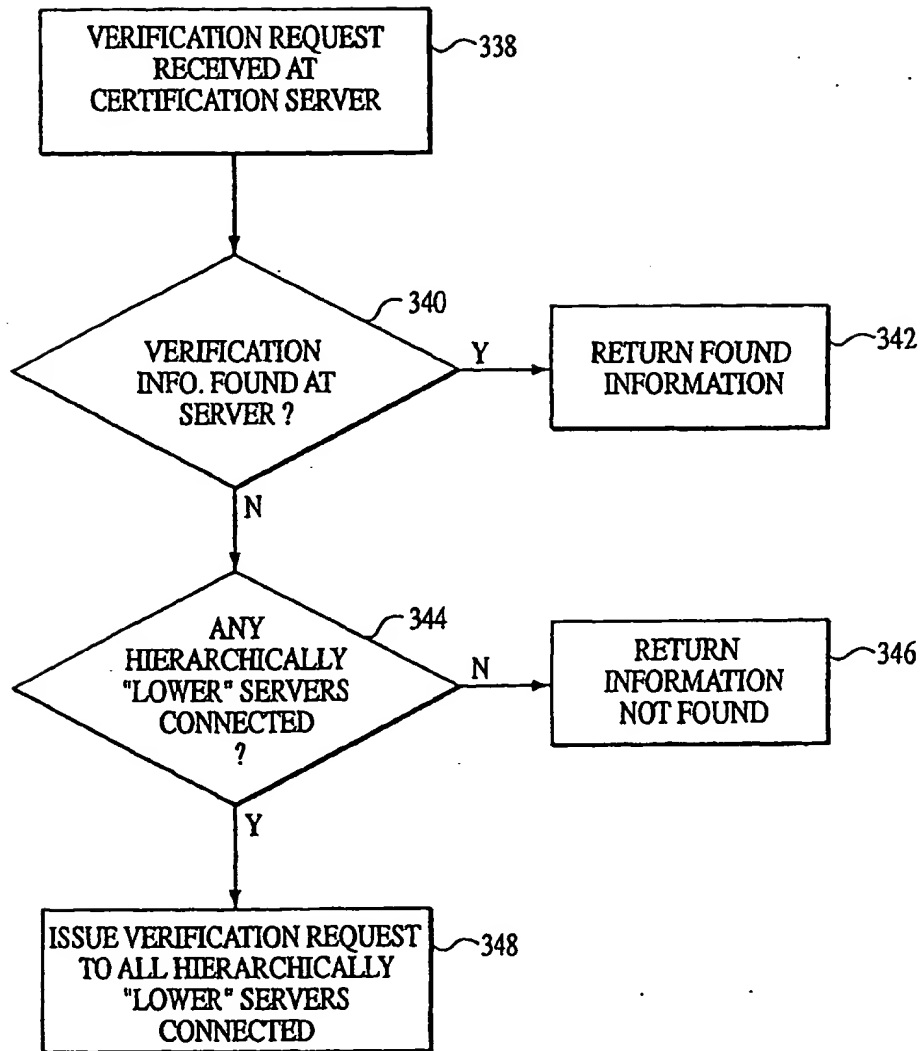 VERIFICATION REQUEST
RECEIVED AT
CERTIFICATION SERVER
338
340
VERIFICATION
INFO. FOUND AT
SERVER ?
Y
RETURN FOUND
INFORMATION
342
N
ANY
HIERARCHICALLY
"LOWER" SERVERS
CONNECTED
?
344
N
RETURN
INFORMATION
NOT FOUND
346
Y
ISSUE VERIFICATION REQUEST
TO ALL HIERARCHICALLY
"LOWER" SERVERS
CONNECTED
348